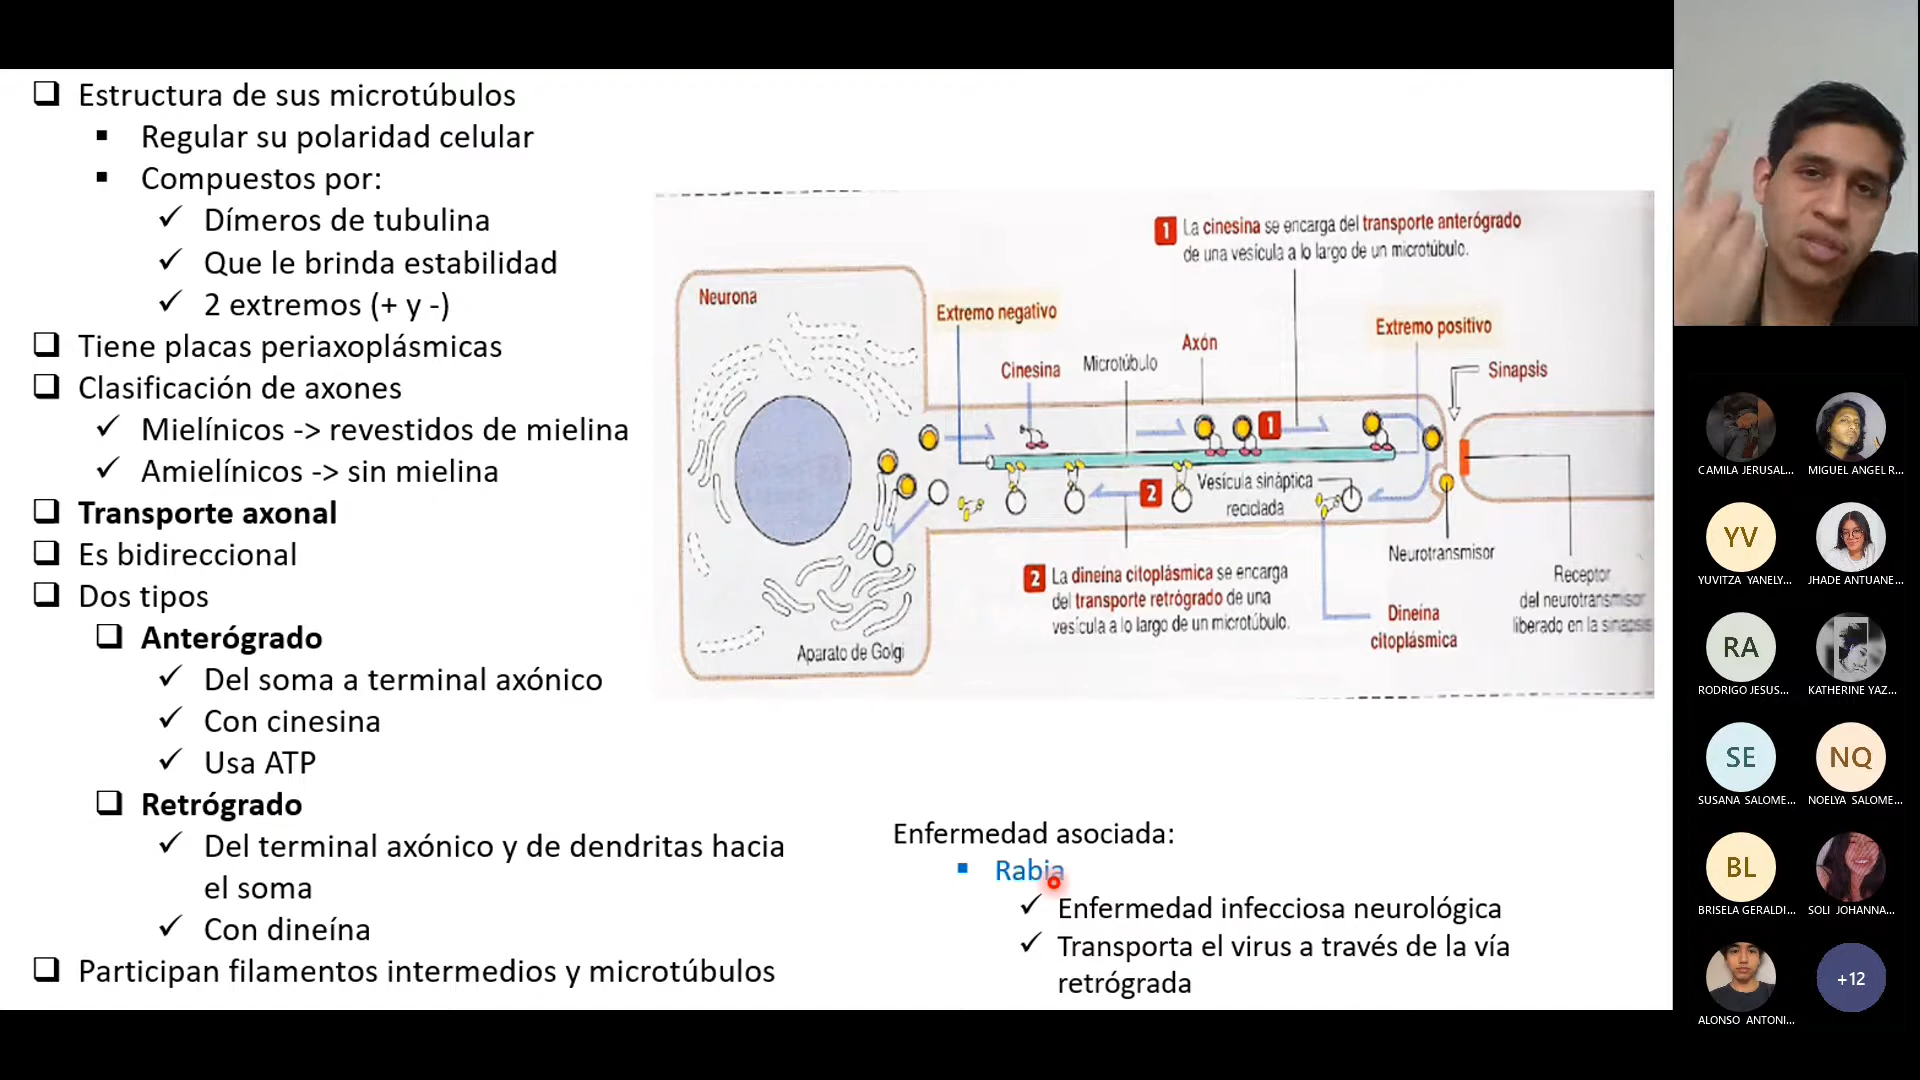 Estructura de sus microtúbulos
Regular su polaridad celular
Compuestos por:
Dímeros de tubulina
Que le brinda estabilidad
2 extremos (+ y -)
Tiene placas periaxoplásmicas
Clasificación de axones
Mielínicos -> revestidos de mielina
Amielínicos -> sin mielina
Transporte axonal
Es bidireccional
Dos tipos
Anterógrado
Del soma a terminal axónico
Con cinesina
Usa ATP
Retrógrado
Del terminal axónico y de dendritas hacia
el soma
Con dineína
Participan filamentos intermedios y microtúbulos
1 La cinesina se encarga del transporte anterógrado
de una vesícula a lo largo de un microtúbulo.
Neurona
Extremo negativo
Extremo positivo
Axón
Microtúbulo
Cinesina
Sinapsis
1
2
Vesícula sináptica
reciclada
Neurotransmisor
2 La dineína citoplásmica se encarga
del transporte retrógrado de una
vesícula a lo largo de un microtúbulo.
Receptor
del neurotransmisor
liberado en la sinapsis
Dineína
citoplásmica
Aparato de Golgi
Enfermedad asociada:
Rabia
Enfermedad infecciosa neurológica
Transporta el virus a través de la vía
retrógrada
CAMILA JERUSAL...
MIGUEL ANGEL R...
YV
YUVITZA YANELY...
JHADE ANTUANE...
RA
RODRIGO JESUS...
KATHERINE YAZ...
SE
SUSANA SALOME...
NQ
NOELYA SALOME...
BL
BRISELA GERALDI...
SOLI JOHANNA...
ALONSO ANTONI...
+12